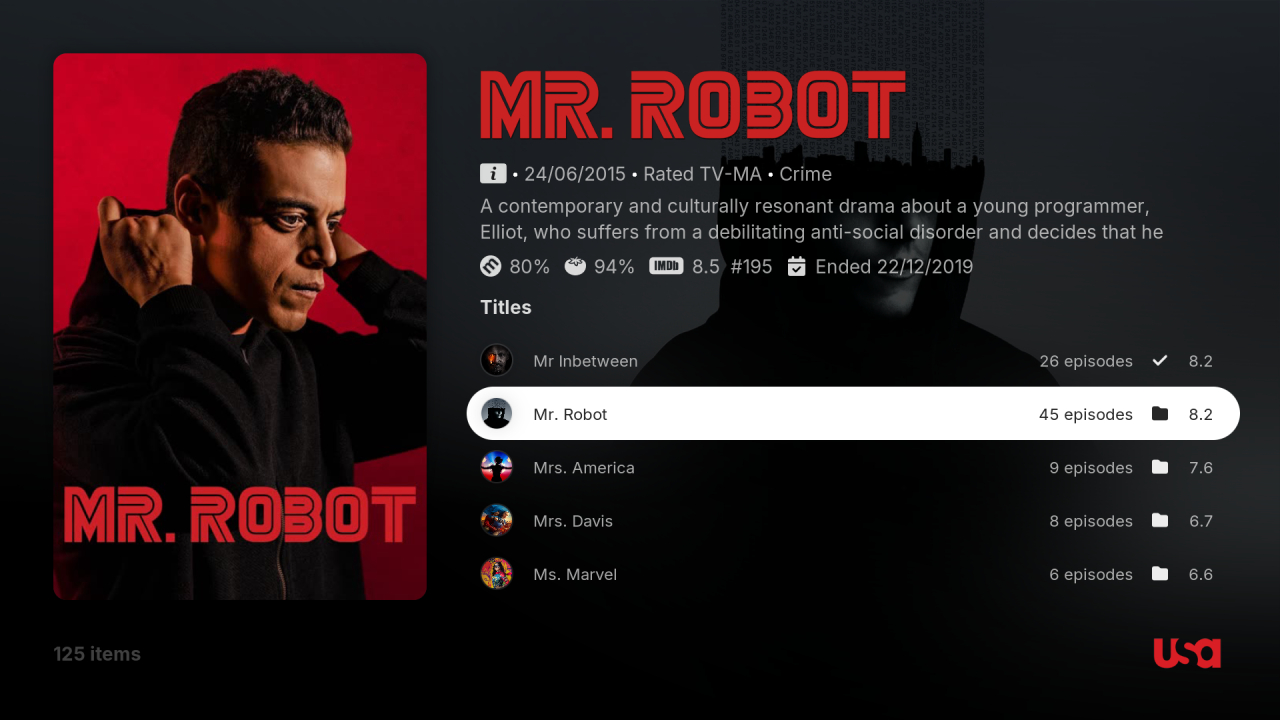 MR. ROBOT
MR. ROBOT
i • 24/06/2015 • Rated TV-MA • Crime
A contemporary and culturally resonant drama about a young programmer,
Elliot, who suffers from a debilitating anti-social disorder and decides that he
80% 94% IMDb 8.5 #195 Ended 22/12/2019
Titles
Mr Inbetween 26 episodes 8.2
Mr. Robot 45 episodes 8.2
Mrs. America 9 episodes 7.6
Mrs. Davis 8 episodes 6.7
Ms. Marvel 6 episodes 6.6
125 items
usa